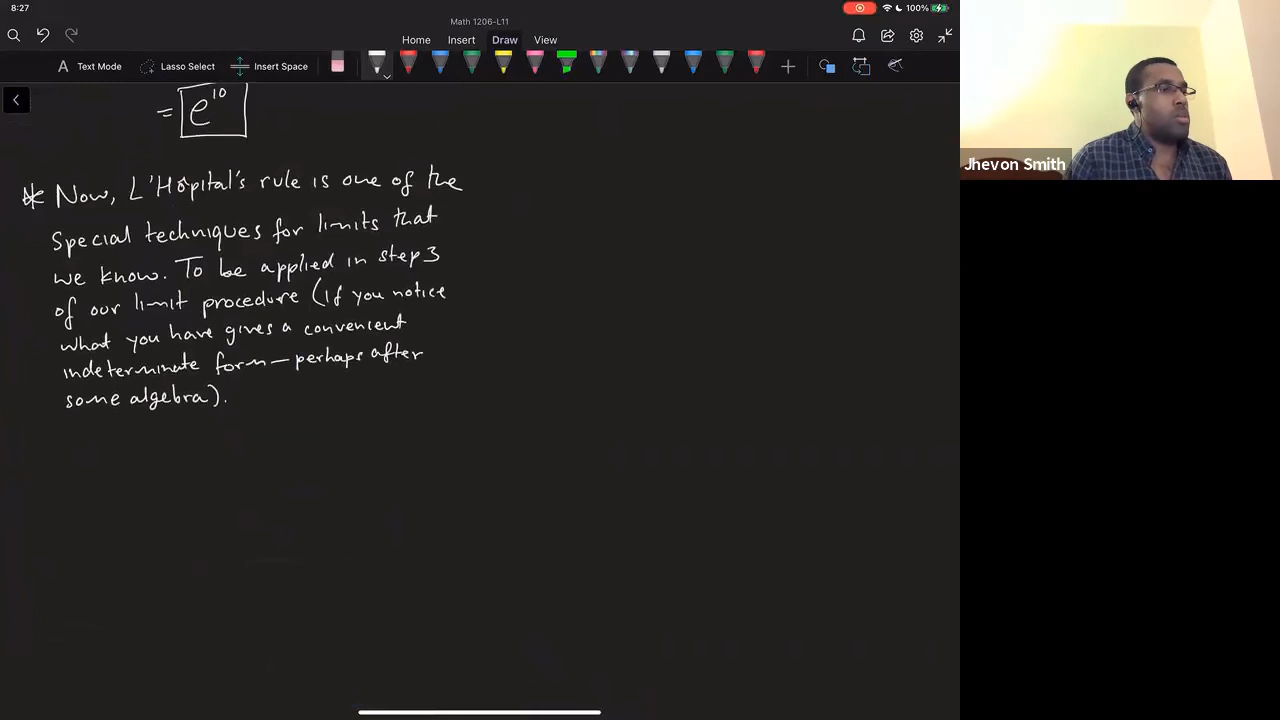 8:27
100%
Math 1206-L11
Home Insert Draw View
Text Mode Lasso Select Insert Space
= e^10
* Now, L'Hôpital's rule is one of the
special techniques for limits that
we know. To be applied in step 3
of our limit procedure (if you notice
what you have gives a convenient
indeterminate form — perhaps after
some algebra).
Jhevon Smith